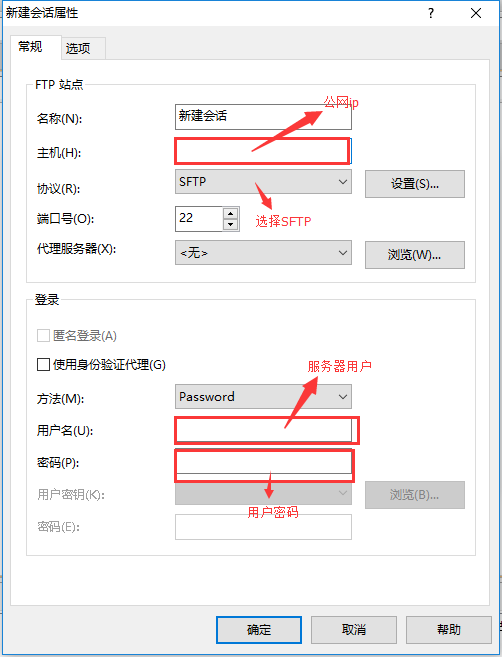 新建会话属性
?
常规
选项
FTP 站点
公网ip
名称(N):
新建会话
主机(H):
协议(R):
SFTP
设置(S)...
端口号(O):
22
选择SFTP
代理服务器(X):
<无>
浏览(W)...
登录
匿名登录(A)
使用身份验证代理(G)
服务器用户
方法(M):
Password
用户名(U):
密码(P):
用户密钥(K):
浏览(B)...
用户密码
密码(E):
确定
取消
帮助